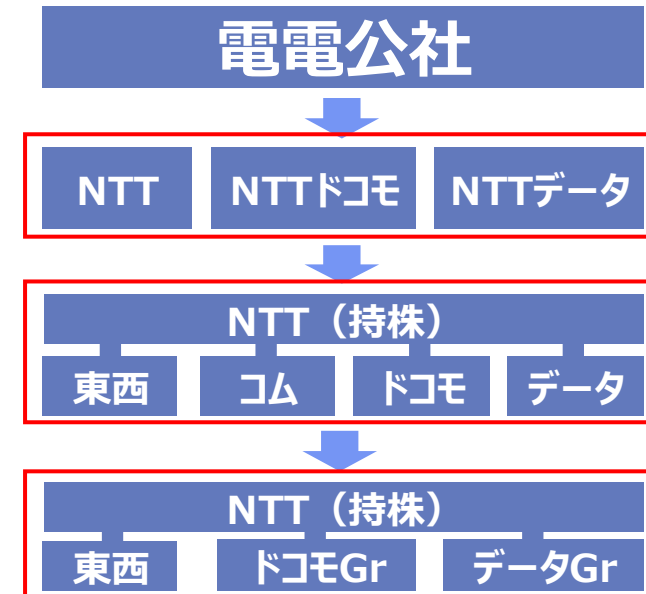 電電公社
NTT NTTドコモ NTTデータ
NTT（持株）
東西 コム ドコモ データ
NTT（持株）
東西 ドコモGr データGr